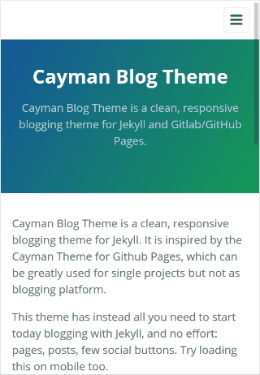 Cayman Blog Theme
Cayman Blog Theme is a clean, responsive
blogging theme for Jekyll and Gitlab/GitHub
Pages.
Cayman Blog Theme is a clean, responsive
blogging theme for Jekyll. It is inspired by the
Cayman Theme for Github Pages, which can
be greatly used for single projects but not as
blogging platform.
This theme has instead all you need to start
today blogging with Jekyll, and no effort:
pages, posts, few social buttons. Try loading
this on mobile too.